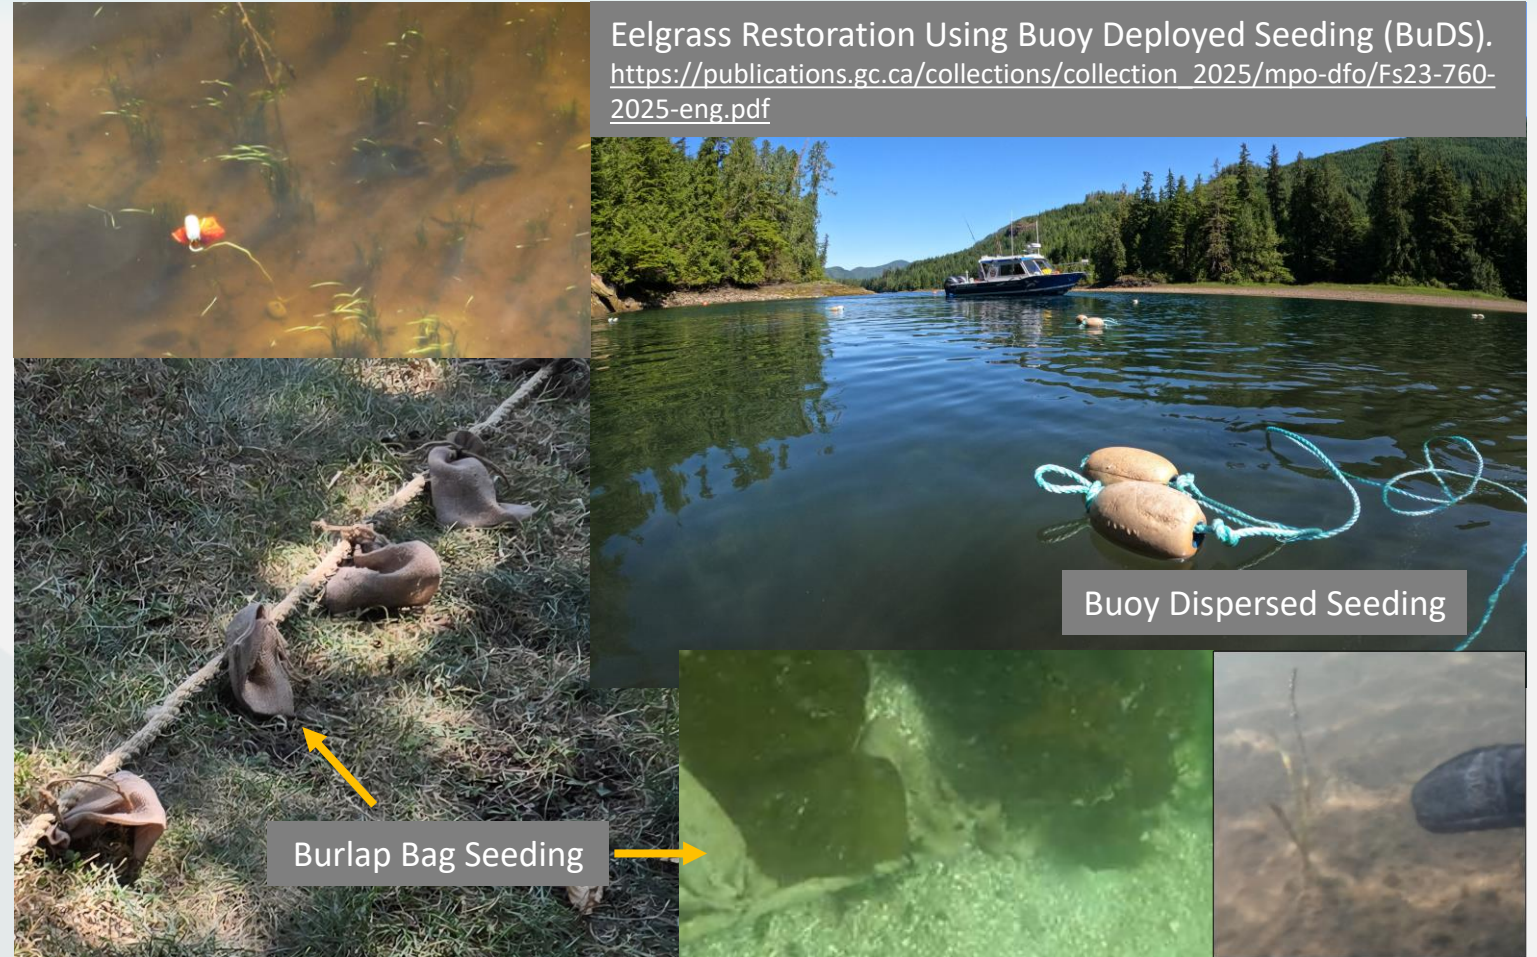 Eelgrass Restoration Using Buoy Deployed Seeding (BuDS).
https://publications.gc.ca/collections/collection_2025/mpo-dfo/Fs23-760-
2025-eng.pdf
Buoy Dispersed Seeding
Burlap Bag Seeding